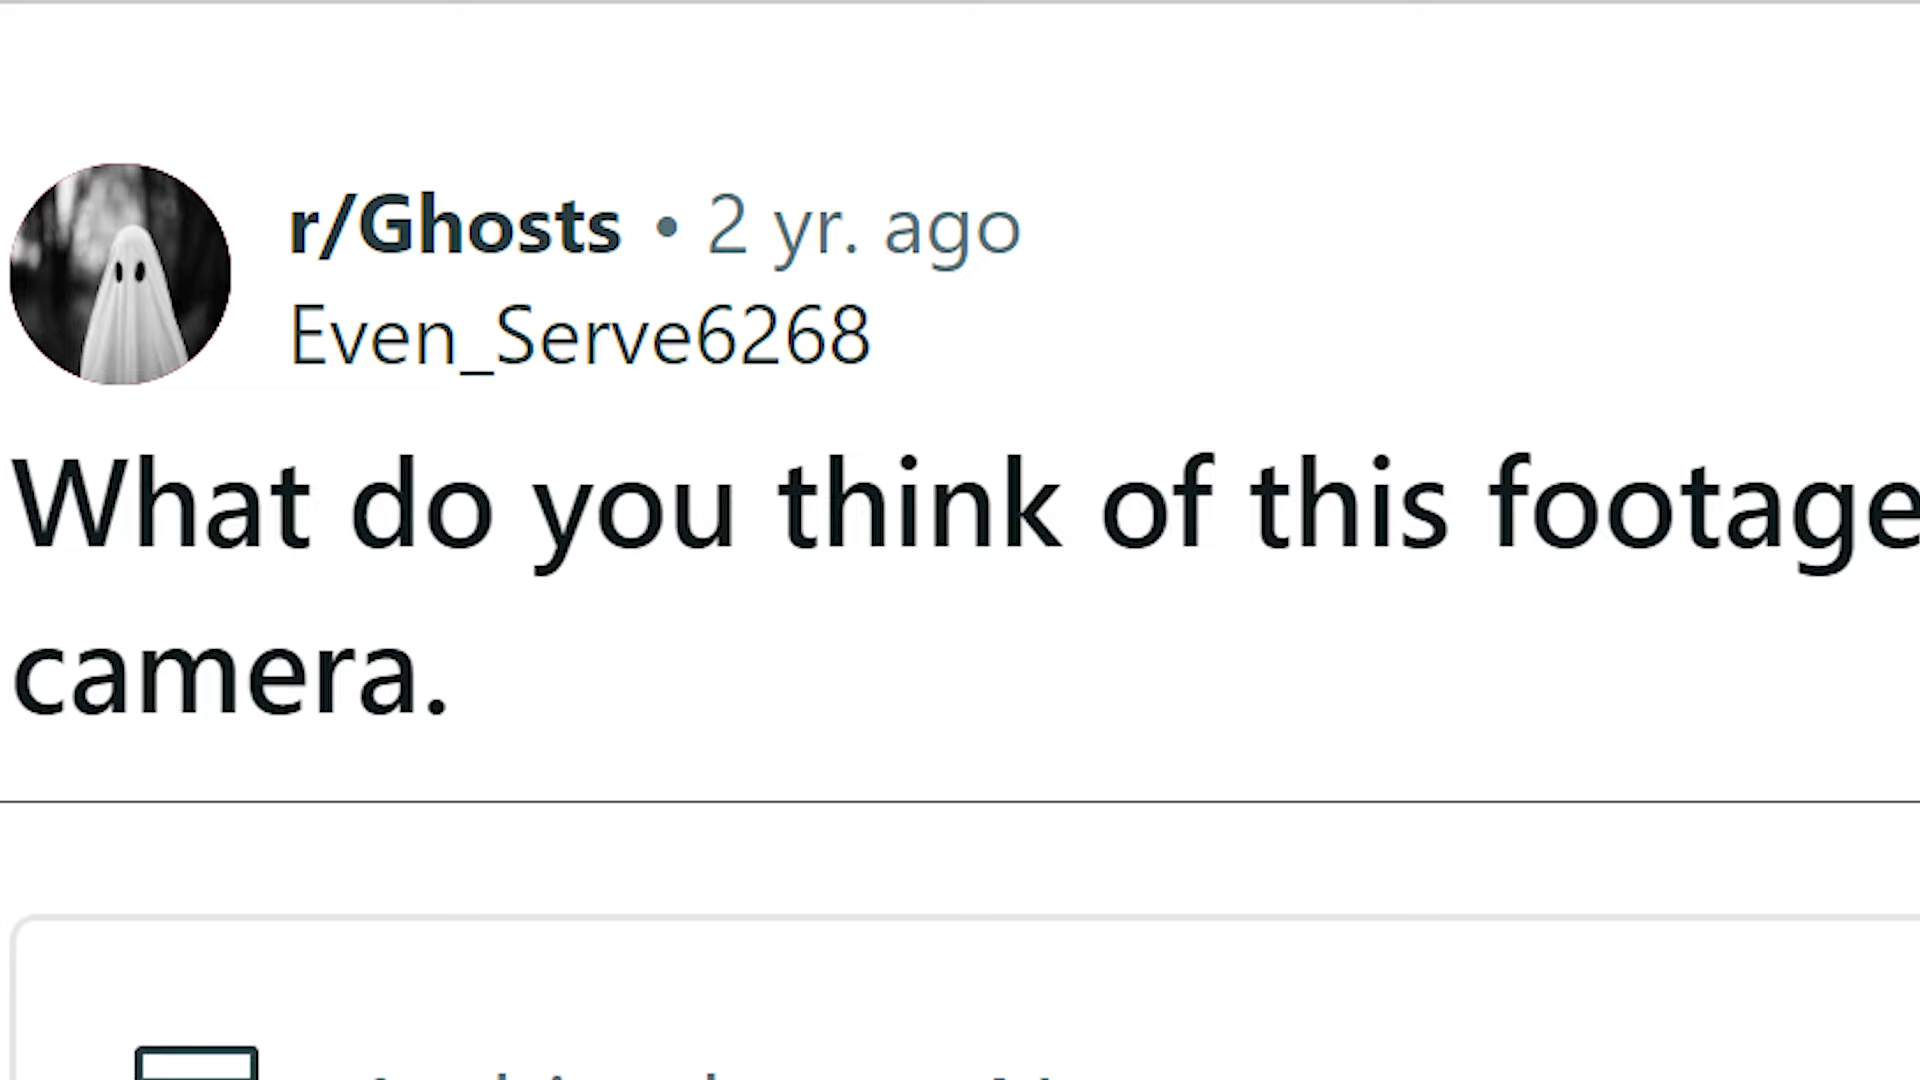 r/Ghosts • 2 yr. ago
Even_Serve6268
What do you think of this footage
camera.